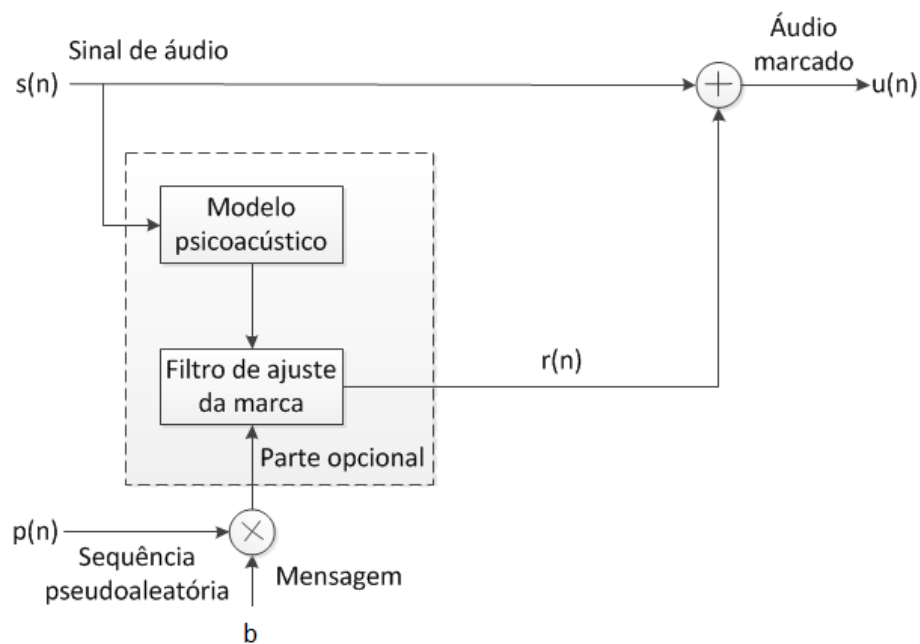 Sinal de áudio
s(n)
Áudio
marcado
u(n)
Modelo
psicoacústico
Filtro de ajuste
da marca
r(n)
Parte opcional
p(n)
Sequência
pseudoaleatória
Mensagem
b